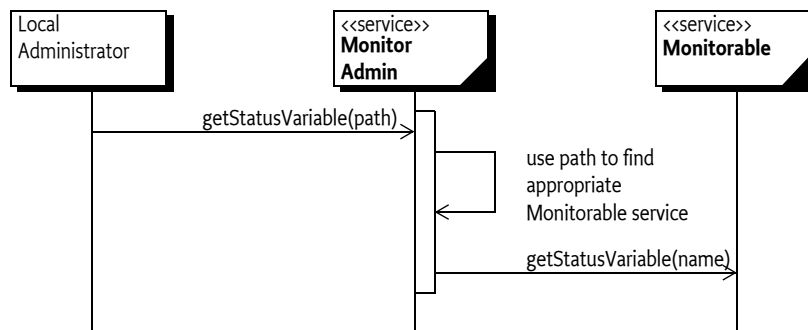 Local
Administrator
<<service>>
Monitor
Admin
<<service>>
Monitorable
getStatusVariable(path)
use path to find
appropriate
Monitorable service
getStatusVariable(name)